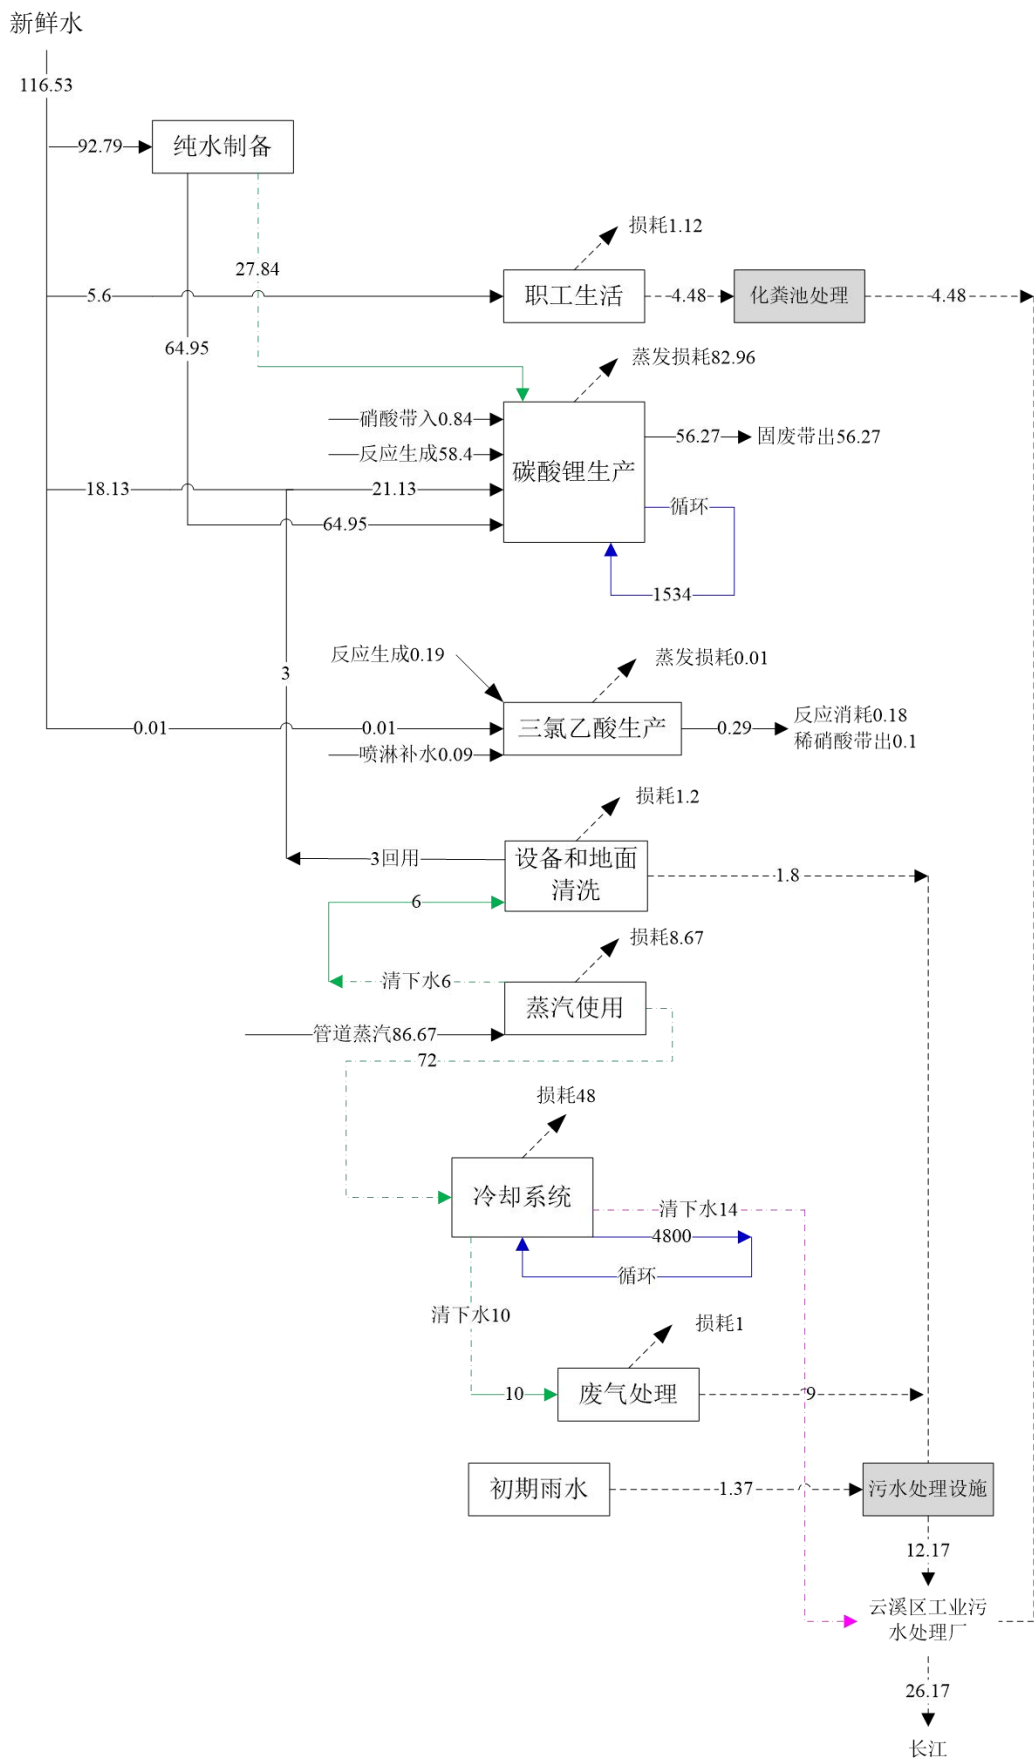 新鲜水
116.53
92.79
纯水制备
损耗1.12
27.84
5.6
职工生活
4.48
化粪池处理
4.48
64.95
蒸发损耗82.96
硝酸带入0.84
56.27
固废带出56.27
反应生成58.4
碳酸锂生产
18.13
21.13
循环
64.95
1534
反应生成0.19
蒸发损耗0.01
3
反应消耗0.18
0.01
0.01
三氯乙酸生产
0.29
稀硝酸带出0.1
喷淋补水0.09
损耗1.2
3回用
设备和地面
清洗
1.8
6
损耗8.67
清下水6
蒸汽使用
管道蒸汽86.67
72
损耗48
冷却系统
清下水14
4800
循环
清下水10
损耗1
10
废气处理
9
初期雨水
1.37
污水处理设施
12.17
云溪区工业污
水处理厂
26.17
长江